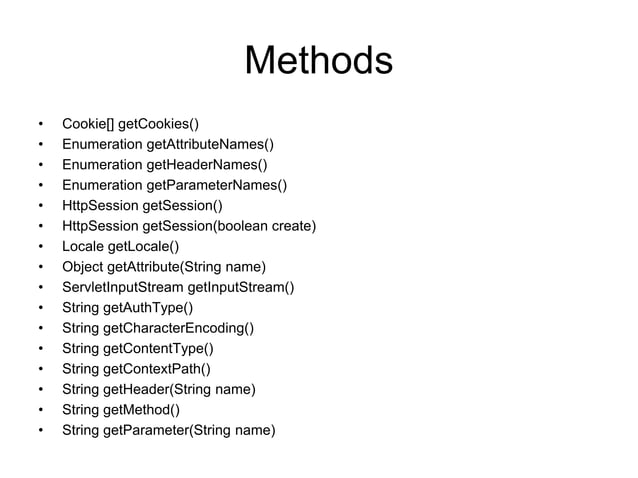 Methods
• Cookie[] getCookies()
• Enumeration getAttributeNames()
• Enumeration getHeaderNames()
• Enumeration getParameterNames()
• HttpSession getSession()
• HttpSession getSession(boolean create)
• Locale getLocale()
• Object getAttribute(String name)
• ServletInputStream getInputStream()
• String getAuthType()
• String getCharacterEncoding()
• String getContentType()
• String getContextPath()
• String getHeader(String name)
• String getMethod()
• String getParameter(String name)